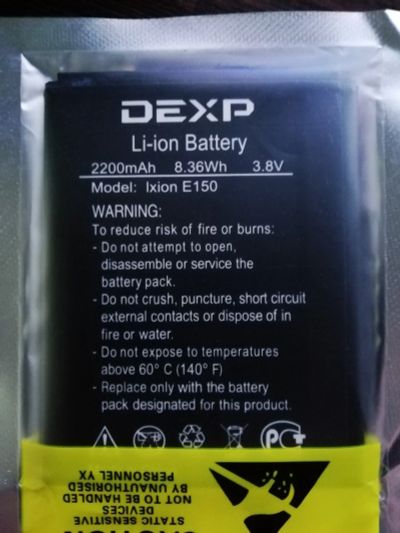 DEXP
Li-ion Battery
2200mAh 8.36Wh 3.8V
Model: Ixion E150
WARNING:
To reduce risk of fire or burns:
- Do not attempt to open,
disassemble or service the
battery pack.
- Do not crush, puncture, short circuit
external contacts or dispose of in
fire or water.
- Do not expose to temperatures
above 60° C (140° F)
- Replace only with the battery
pack designated for this product.
CAUTION
STATIC SENSITIVE
DEVICES
NOT TO BE HANDLED
BY UNAUTHORISED
PERSONNEL YX